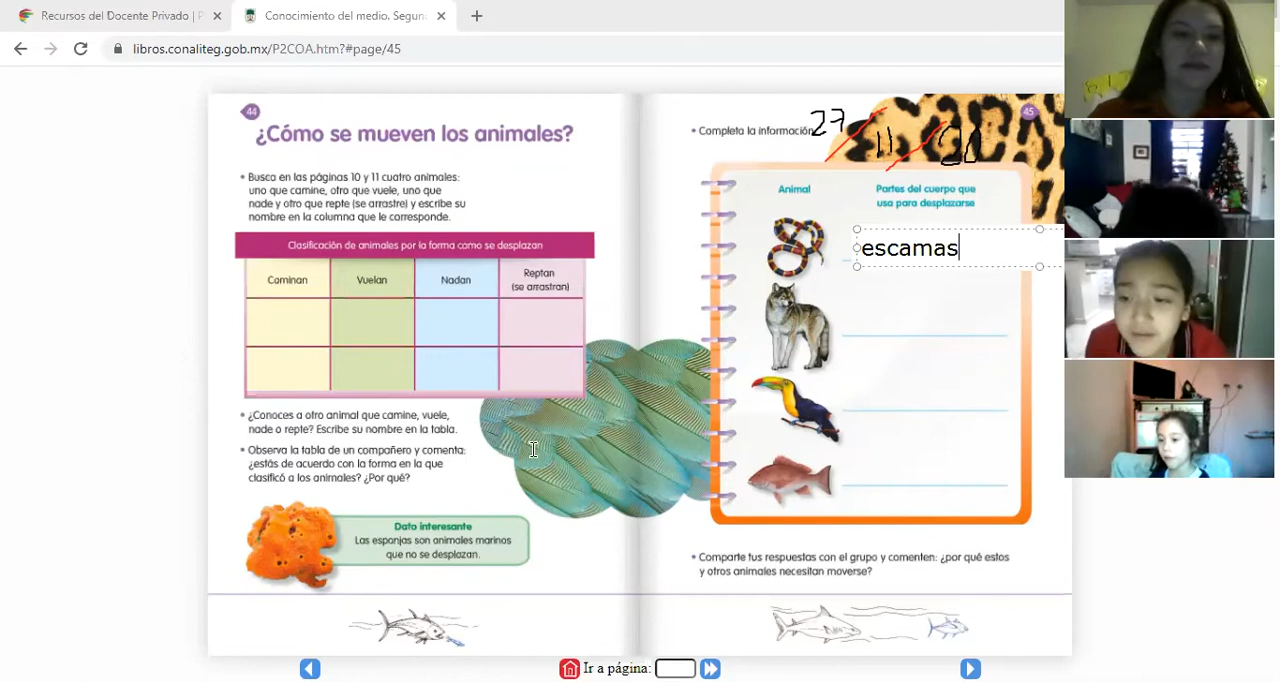 Recursos del Docente Privado | P
Conocimiento del medio. Segun
libros.conaliteg.gob.mx/P2COA.htm?#page/45
44
¿Cómo se mueven los animales?
• Busca en las páginas 10 y 11 cuatro animales:
uno que camine, otro que vuele, uno que
nade y otro que repte (se arrastre) y escribe su
nombre en la columna que le corresponde.
Clasificación de animales por la forma como se desplazan
Caminan Vuelan Nadan Reptan
(se arrastran)
• ¿Conoces a otro animal que camine, vuele,
nade o repte? Escribe su nombre en la tabla.
• Observa la tabla de un compañero y comenta:
¿estás de acuerdo con la forma en la que
clasificó a los animales? ¿Por qué?
Dato interesante
Las esponjas son animales marinos
que no se desplazan.
45
• Completa la información
27
11
Animal
Partes del cuerpo que
usa para desplazarse
escamas
• Comparte tus respuestas con el grupo y comenten: ¿por qué estos
y otros animales necesitan moverse?
Ir a página: